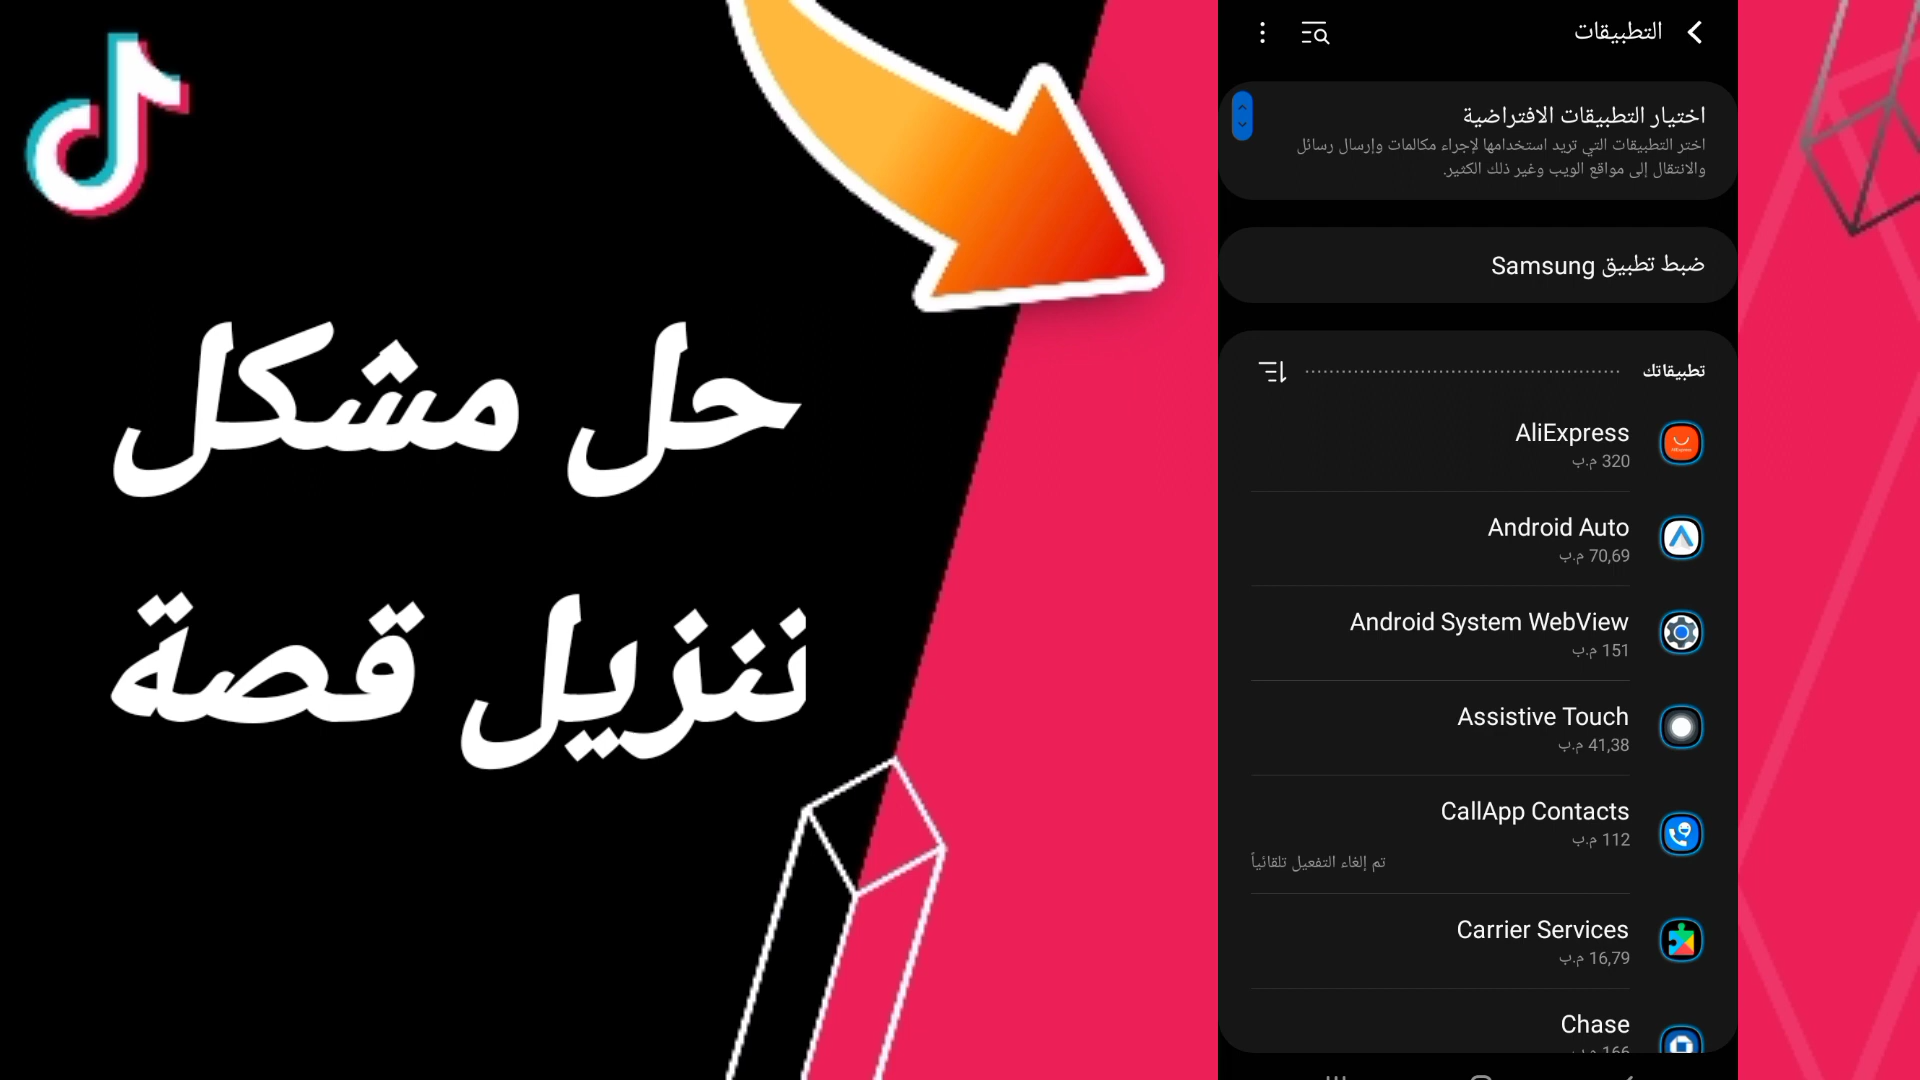 حل مشكل
ننزيل قصة
التطبيقات
اختيار التطبيقات الافتراضية
اختر التطبيقات التي تريد استخدامها لإجراء مكالمات وإرسال رسائل
والانتقال إلى مواقع الويب وغير ذلك الكثير.
ضبط تطبيق Samsung
تطبيقاتك
AliExpress
320 م.ب
Android Auto
70,69 م.ب
Android System WebView
151 م.ب
Assistive Touch
41,38 م.ب
CallApp Contacts
112 م.ب
تم إلغاء التفعيل تلقائياً
Carrier Services
16,79 م.ب
Chase
166 م.ب